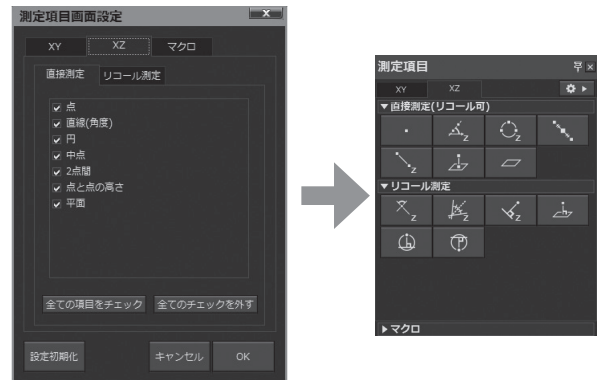 測定項目画面設定
XY XZ マクロ
直接測定 リコール測定
点
直線(角度)
円
中点
2点間
点と点の高さ
平面
全ての項目をチェック 全てのチェックを外す
設定初期化 キャンセル OK
測定項目
XY XZ
▼直接測定(リコール可)
Z Z
Z
▼リコール測定
Z Z Z
▶マクロ